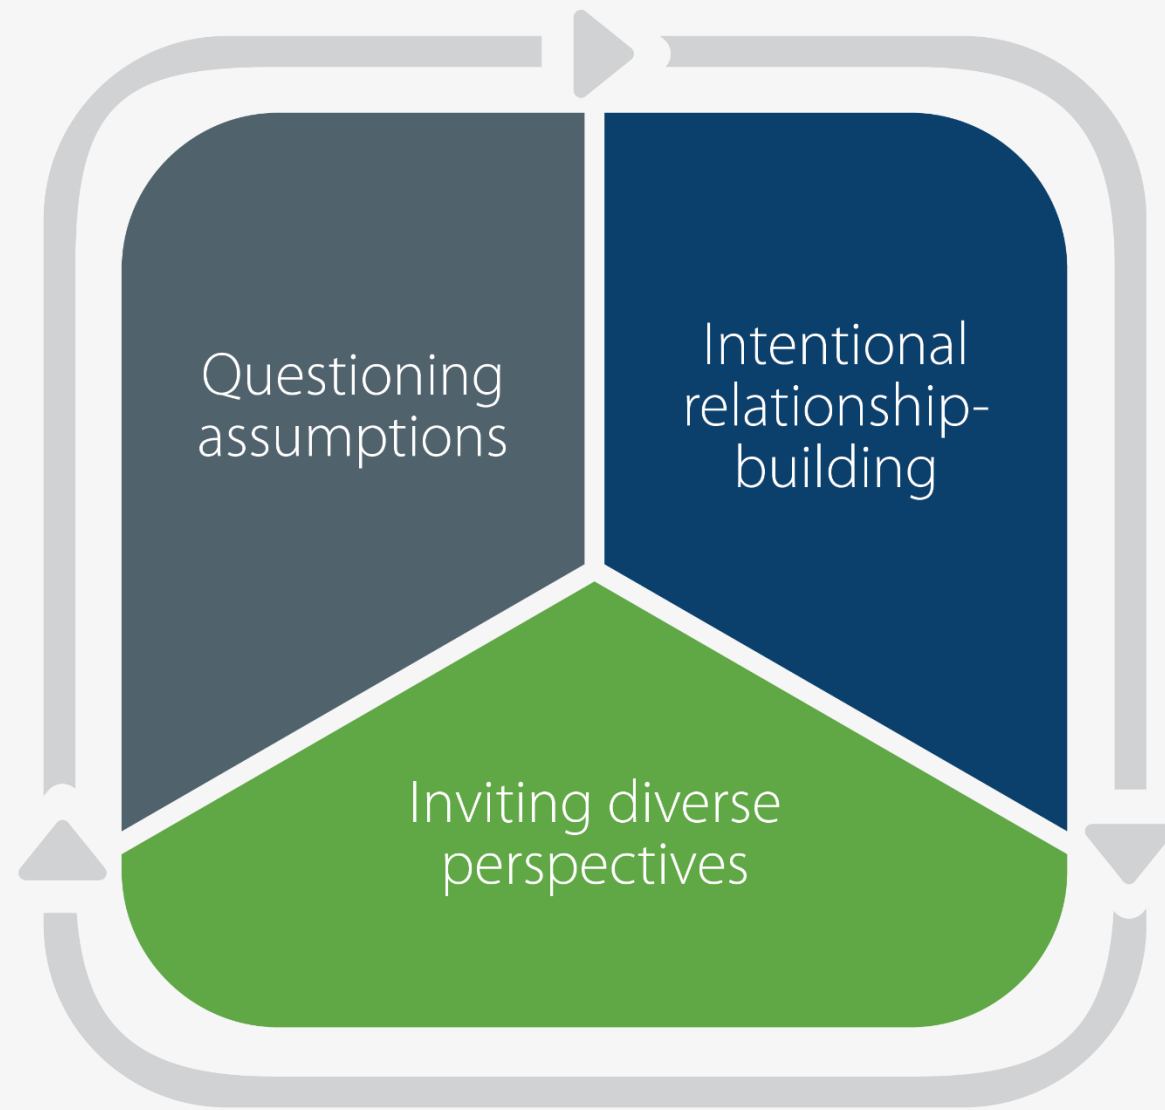 Questioning
assumptions
Intentional
relationship-
building
Inviting diverse
perspectives